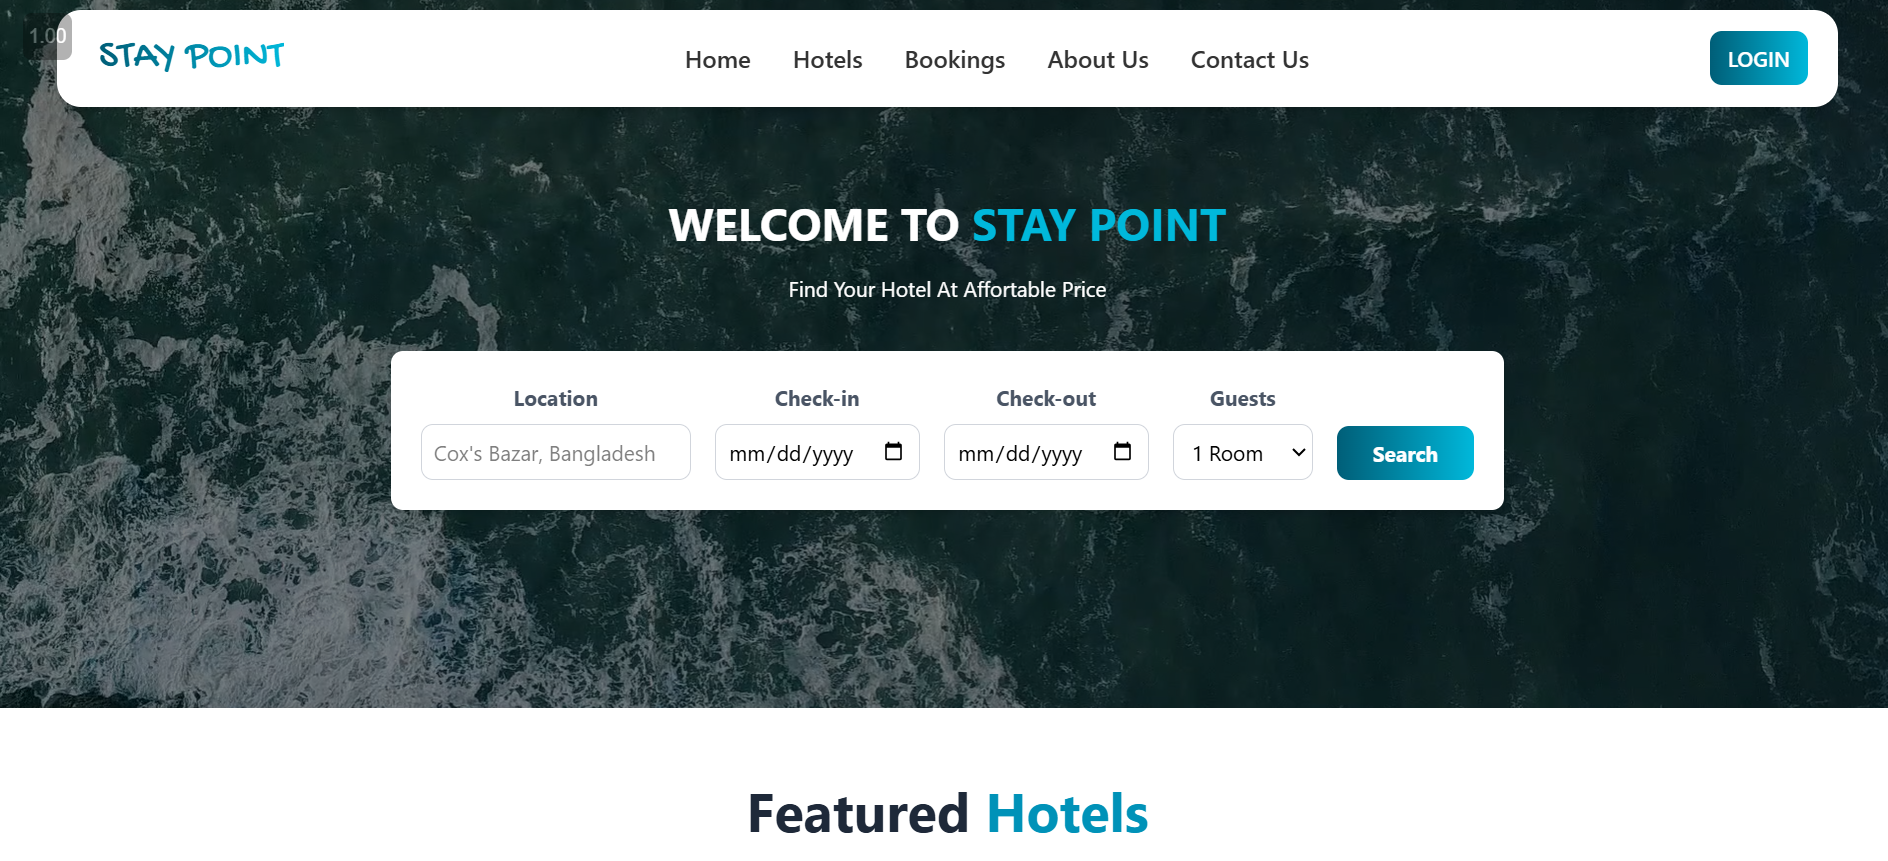 1.00
STAY POINT
Home Hotels Bookings About Us Contact Us
LOGIN
WELCOME TO STAY POINT
Find Your Hotel At Affortable Price
Location Check-in Check-out Guests
Cox's Bazar, Bangladesh mm/dd/yyyy mm/dd/yyyy 1 Room Search
Featured Hotels